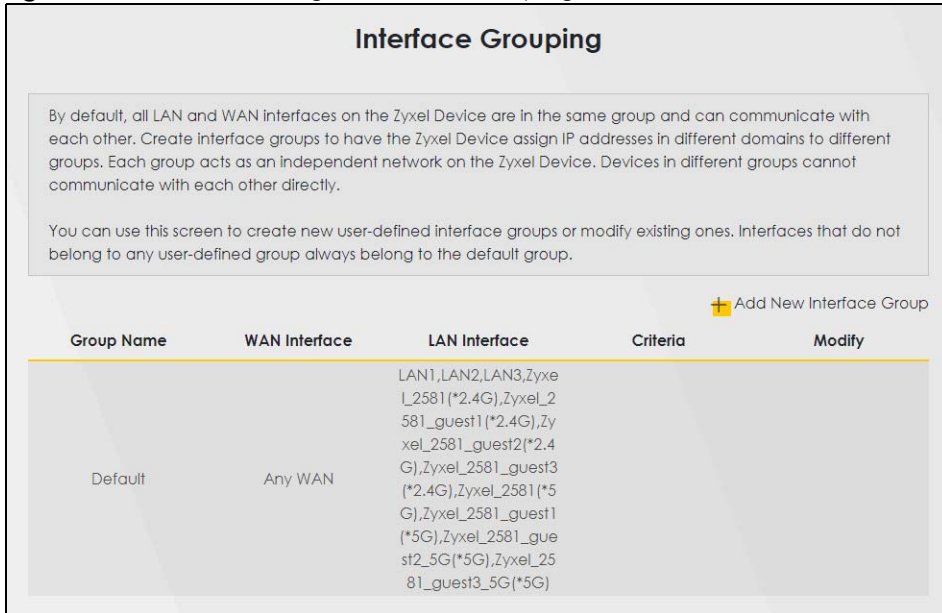 Interface Grouping
By default, all LAN and WAN interfaces on the Zyxel Device are in the same group and can communicate with
each other. Create interface groups to have the Zyxel Device assign IP addresses in different domains to different
groups. Each group acts as an independent network on the Zyxel Device. Devices in different groups cannot
communicate with each other directly.
You can use this screen to create new user-defined interface groups or modify existing ones. Interfaces that do not
belong to any user-defined group always belong to the default group.
+ Add New Interface Group
Group Name WAN Interface LAN Interface Criteria Modify
LAN1,LAN2,LAN3,Zyxe
l_2581(*2.4G),Zyxel_2
581_guest1(*2.4G),Zy
xel_2581_guest2(*2.4
G),Zyxel_2581_guest3
Default Any WAN (*2.4G),Zyxel_2581(*5
G),Zyxel_2581_guest1
(*5G),Zyxel_2581_gue
st2_5G(*5G),Zyxel_25
81_guest3_5G(*5G)